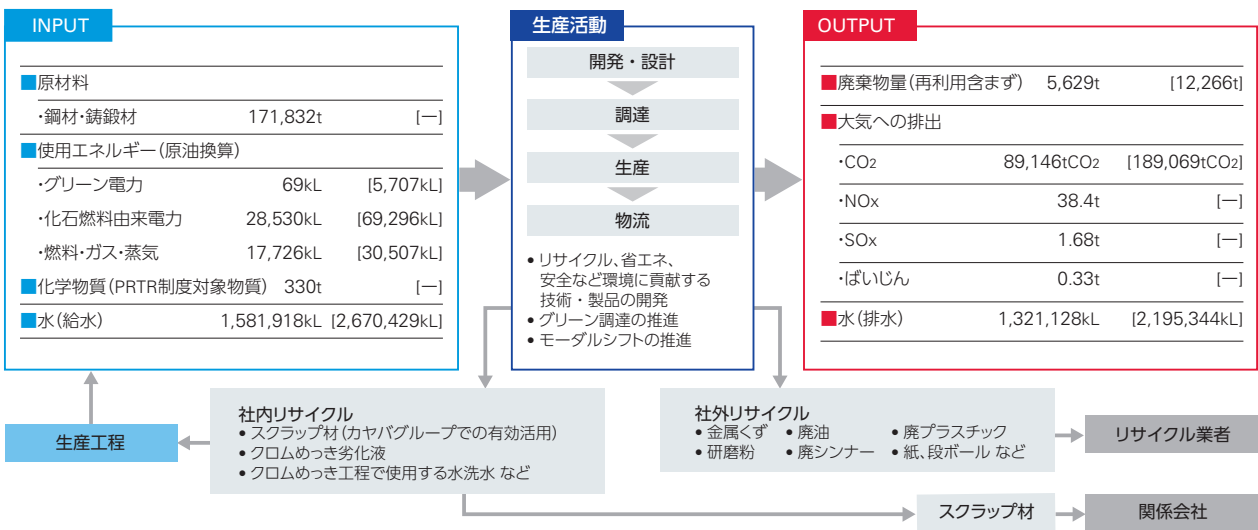 INPUT
■原材料
・鋼材・鋳鍛材 171,832t [―]
■使用エネルギー(原油換算)
・グリーン電力 69kL [5,707kL]
・化石燃料由来電力 28,530kL [69,296kL]
・燃料・ガス・蒸気 17,726kL [30,507kL]
■化学物質(PRTR制度対象物質) 330t [―]
■水(給水) 1,581,918kL [2,670,429kL]
生産活動
開発・設計
調達
生産
物流
• リサイクル、省エネ、
安全など環境に貢献する
技術・製品の開発
• グリーン調達の推進
• モーダルシフトの推進
OUTPUT
■廃棄物量(再利用含まず) 5,629t [12,266t]
■大気への排出
・CO2 89,146tCO2 [189,069tCO2]
・NOx 38.4t [―]
・SOx 1.68t [―]
・ばいじん 0.33t [―]
■水(排水) 1,321,128kL [2,195,344kL]
生産工程
社内リサイクル
• スクラップ材(カヤバグループでの有効活用)
• クロムめっき劣化液
• クロムめっき工程で使用する水洗水 など
社外リサイクル
• 金属くず • 廃油 • 廃プラスチック
• 研磨粉 • 廃シンナー • 紙、段ボール など
リサイクル業者
スクラップ材
関係会社